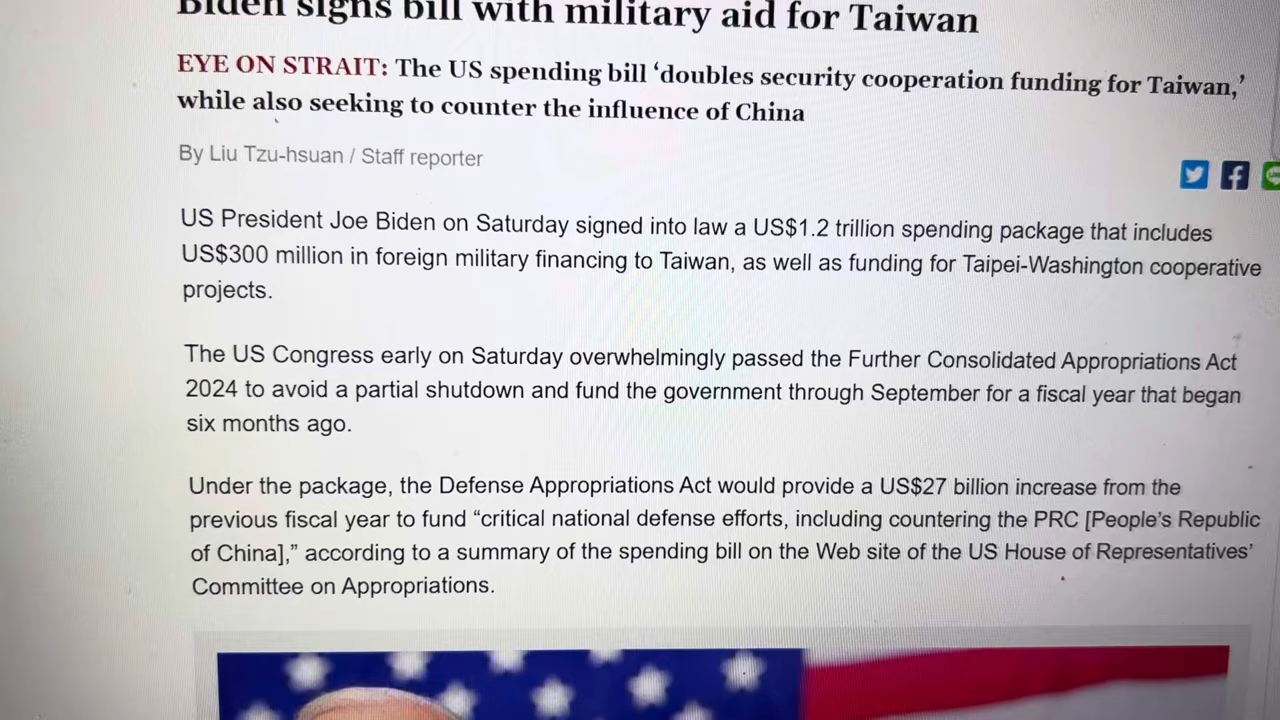 Biden signs bill with military aid for Taiwan
EYE ON STRAIT: The US spending bill ‘doubles security cooperation funding for Taiwan,’
while also seeking to counter the influence of China
By Liu Tzu-hsuan / Staff reporter
US President Joe Biden on Saturday signed into law a US$1.2 trillion spending package that includes
US$300 million in foreign military financing to Taiwan, as well as funding for Taipei-Washington cooperative
projects.
The US Congress early on Saturday overwhelmingly passed the Further Consolidated Appropriations Act
2024 to avoid a partial shutdown and fund the government through September for a fiscal year that began
six months ago.
Under the package, the Defense Appropriations Act would provide a US$27 billion increase from the
previous fiscal year to fund “critical national defense efforts, including countering the PRC [People’s Republic
of China],” according to a summary of the spending bill on the Web site of the US House of Representatives’
Committee on Appropriations.